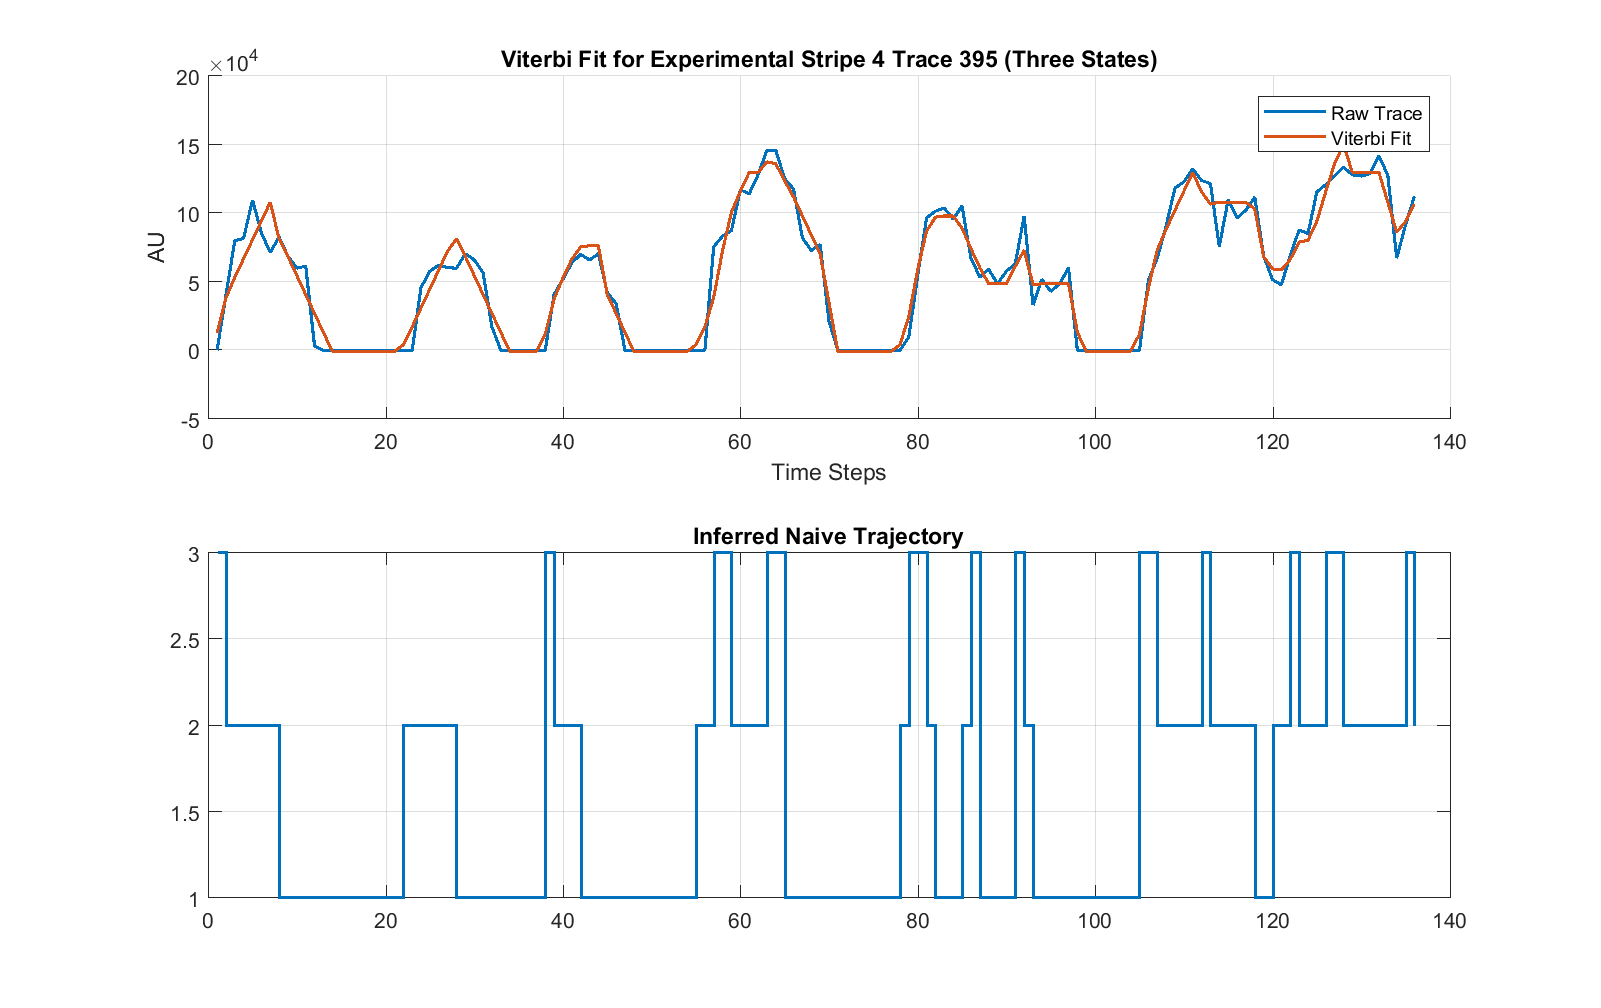 Viterbi Fit for Experimental Stripe 4 Trace 395 (Three States)
×10⁴
20
15
10
5
0
-5
AU
Raw Trace
Viterbi Fit
0 20 40 60 80 100 120 140
Time Steps
Inferred Naive Trajectory
3
2.5
2
1.5
1
0 20 40 60 80 100 120 140